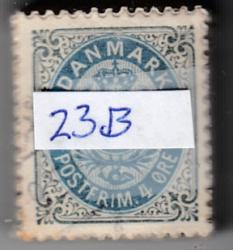 DANMARK
23B
POSTFRIM. 4 ØRE